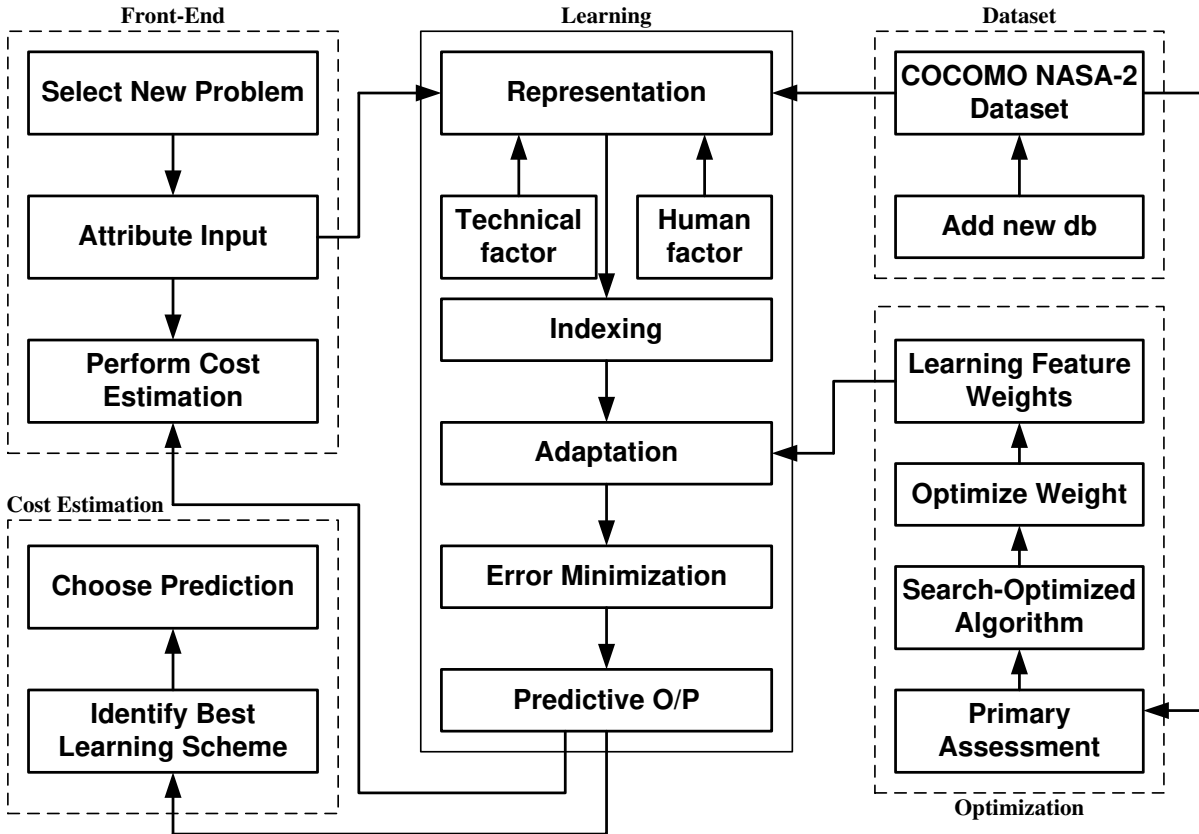 Front-End
Select New Problem
Attribute Input
Perform Cost
Estimation
Cost Estimation
Choose Prediction
Identify Best
Learning Scheme
Learning
Representation
Technical
factor
Human
factor
Indexing
Adaptation
Error Minimization
Predictive O/P
Dataset
COCOMO NASA-2
Dataset
Add new db
Learning Feature
Weights
Optimize Weight
Search-Optimized
Algorithm
Primary
Assessment
Optimization